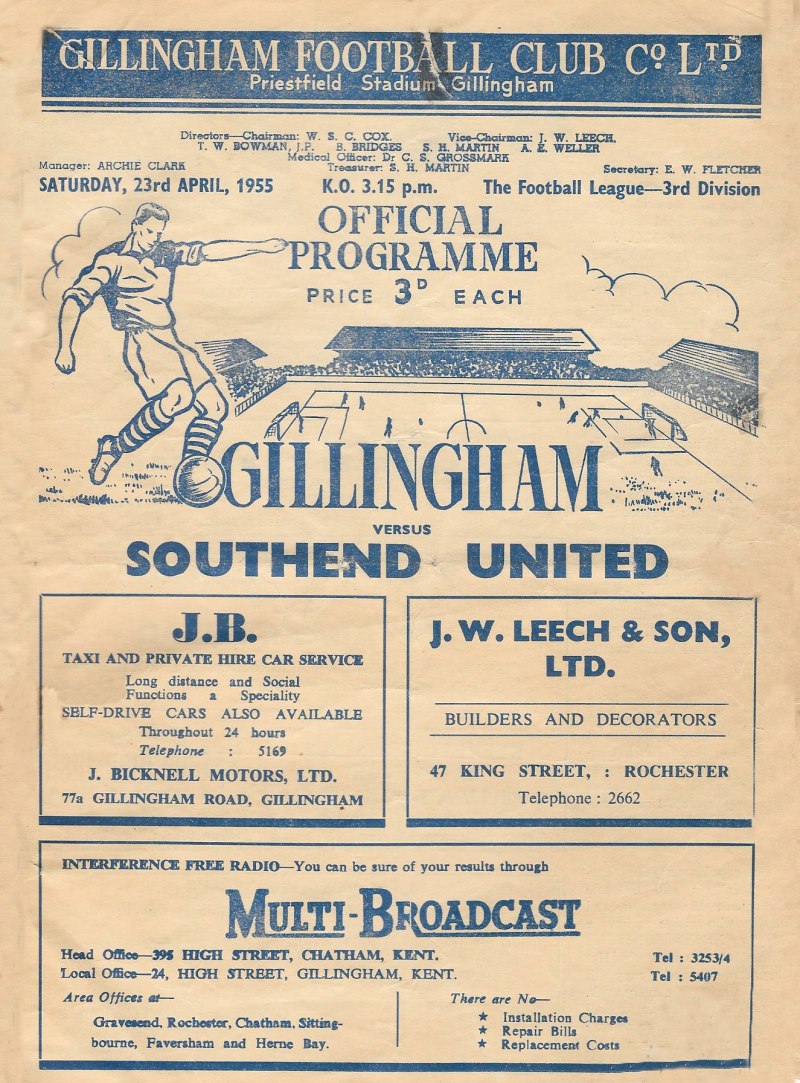 GILLINGHAM FOOTBALL CLUB Cº LTD
Priestfield Stadium Gillingham
Directors—Chairman: W. S. C. COX. Vice-Chairman: J. W. LEECH.
T. W. BOWMAN, J.P. B. BRIDGES S. H. MARTIN A. E. WELLER
Medical Officer: Dr C. S. GROSSMARK
Manager: ARCHIE CLARK Treasurer: S. H. MARTIN Secretary: E. W. FLETCHER
SATURDAY, 23rd APRIL, 1955 K.O. 3.15 p.m. The Football League—3rd Division
OFFICIAL
PROGRAMME
PRICE 3D EACH
GILLINGHAM
VERSUS
SOUTHEND UNITED
J.B.
TAXI AND PRIVATE HIRE CAR SERVICE
Long distance and Social
Functions a Speciality
SELF-DRIVE CARS ALSO AVAILABLE
Throughout 24 hours
Telephone : 5169
J. BICKNELL MOTORS, LTD.
77a GILLINGHAM ROAD, GILLINGHAM
J. W. LEECH & SON,
LTD.
BUILDERS AND DECORATORS
47 KING STREET, : ROCHESTER
Telephone : 2662
INTERFERENCE FREE RADIO—You can be sure of your results through
MULTI-BROADCAST
Head Office—395 HIGH STREET, CHATHAM, KENT. Tel : 3253/4
Local Office—24, HIGH STREET, GILLINGHAM, KENT. Tel : 5407
Area Offices at—
Gravesend, Rochester, Chatham, Sitting-
bourne, Faversham and Herne Bay.
There are No—
★ Installation Charges
★ Repair Bills
★ Replacement Costs